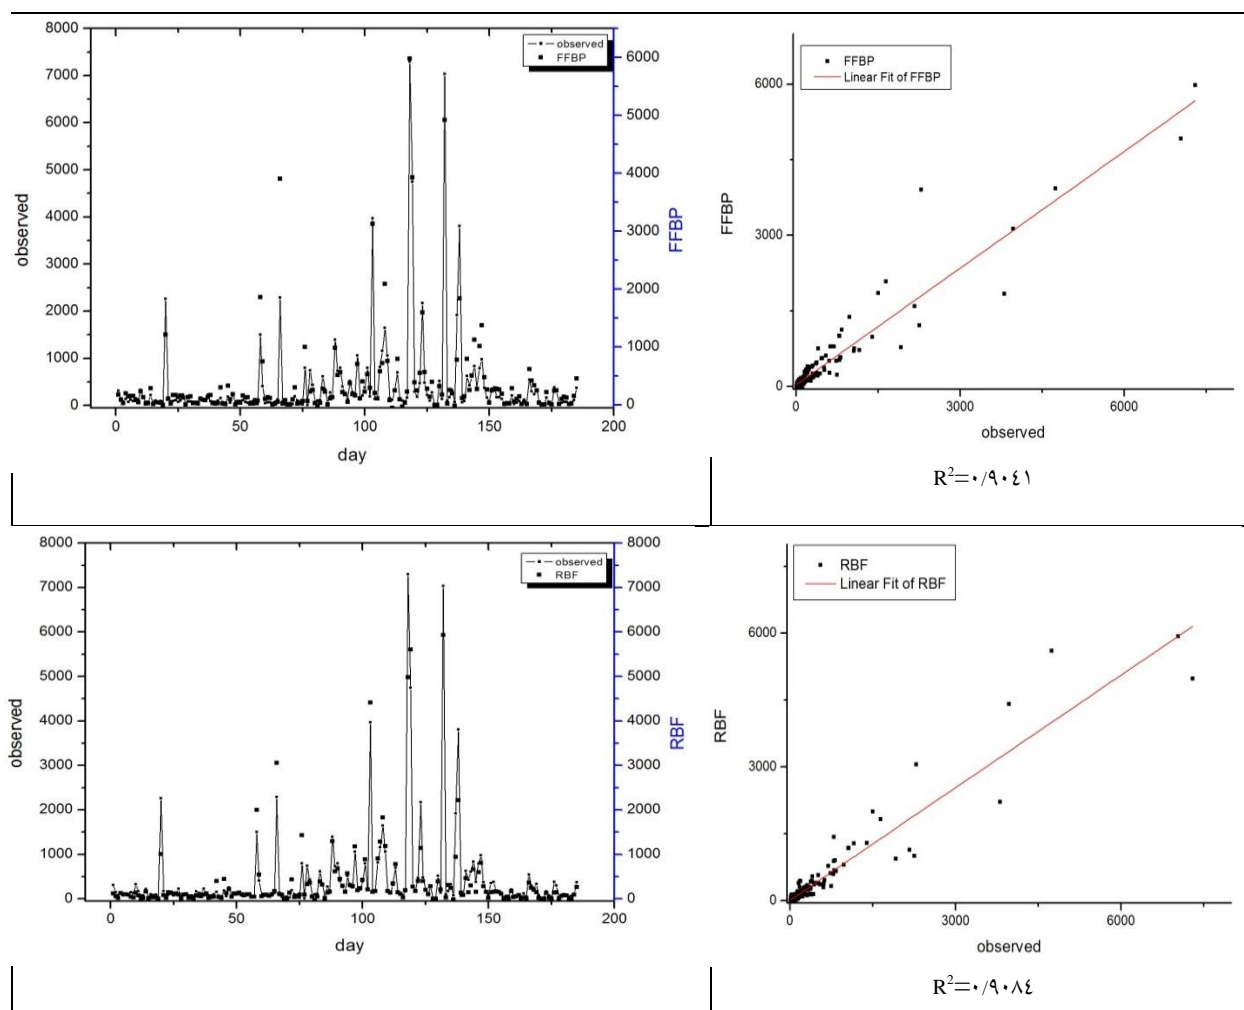 8000
7000
6000
5000
4000
3000
2000
1000
0
observed
observed
FFBP
6000
5000
4000
3000
2000
1000
0
FFBP
0 50 100 150 200
day
FFBP
Linear Fit of FFBP
6000
3000
0
FFBP
0 3000 6000
observed
R²=۰/۹۰٤۱
8000
7000
6000
5000
4000
3000
2000
1000
0
observed
observed
RBF
8000
7000
6000
5000
4000
3000
2000
1000
0
RBF
0 50 100 150 200
day
RBF
Linear Fit of RBF
6000
3000
0
RBF
0 3000 6000
observed
R²=۰/۹۰۸٤